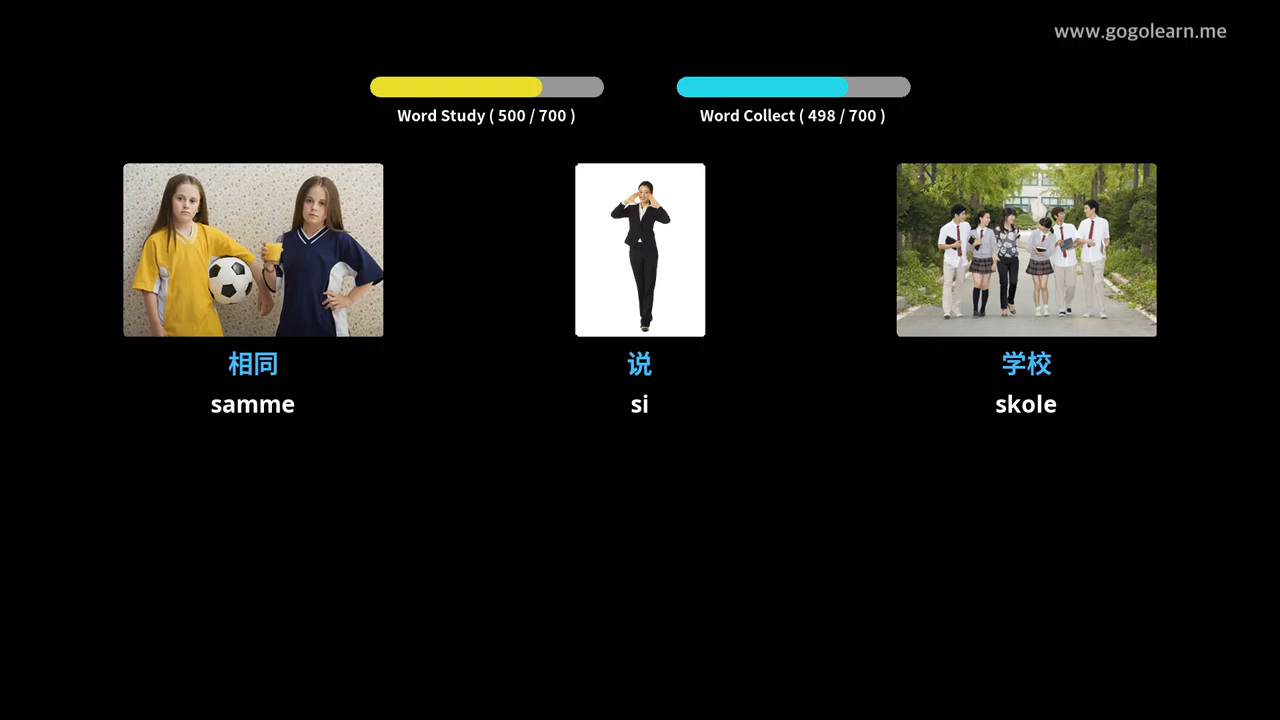 www.gogolearn.me
Word Study ( 500 / 700 )
Word Collect ( 498 / 700 )
相同
说
学校
samme
si
skole